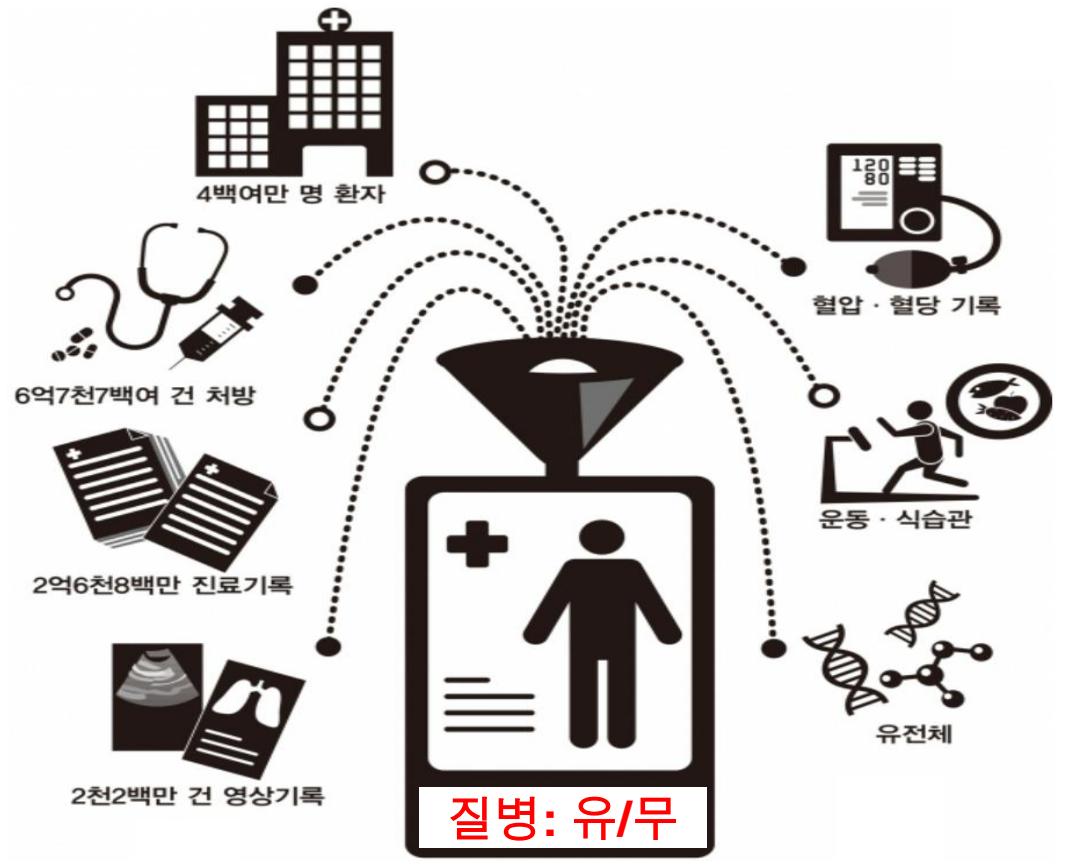 4백여만 명 환자
120
80
혈압 · 혈당 기록
6억7천7백여 건 처방
운동 · 식습관
2억6천8백만 진료기록
유전체
2천2백만 건 영상기록
질병: 유/무